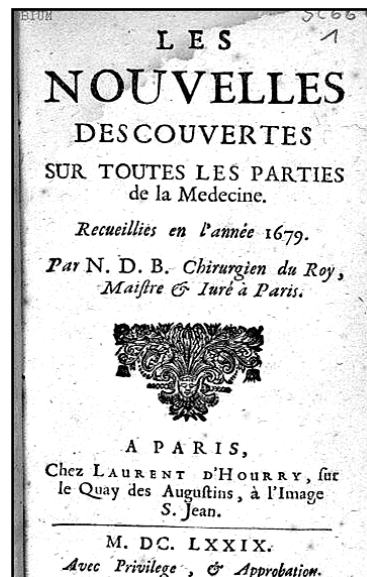 BIUM
LES
NOUVELLES
DESCOUVERTES
SUR TOUTES LES PARTIES
de la Medecine.
Recueillies en l'année 1679.
Par N. D. B. Chirurgien du Roy,
Maiſtre & Iuré à Paris.
A PARIS,
Chez LAURENT D'HOURRY, ſur
le Quay des Auguſtins, à l'Image
S. Jean.
M. DC. LXXIX.
Avec Privilege, & Approbation.